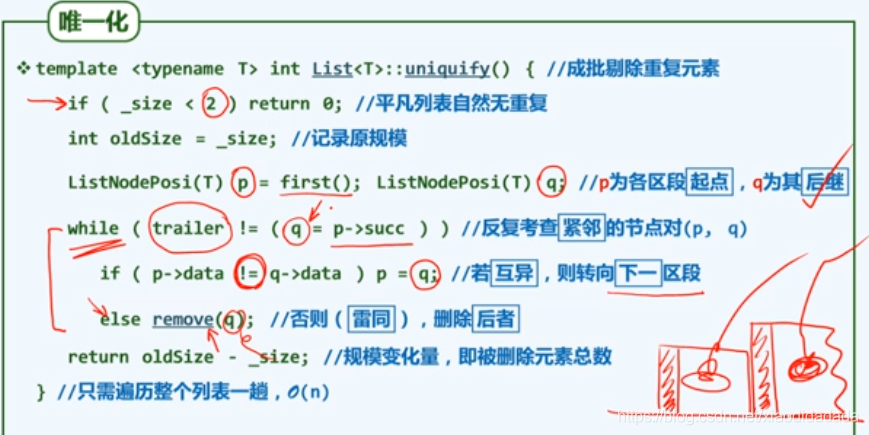 唯一化
❖ template <typename T> int List<T>::uniquify() { //成批剔除重复元素
if ( _size < 2 ) return 0; //平凡列表自然无重复
int oldSize = _size; //记录原规模
ListNodePosi(T) p = first(); ListNodePosi(T) q; //p为各区段起点，q为其后继
while ( trailer != ( q = p->succ ) ) //反复考查紧邻的节点对(p, q)
if ( p->data != q->data ) p = q; //若互异，则转向下一区段
else remove(q); //否则（雷同），删除后者
return oldSize - _size; //规模变化量，即被删除元素总数
} //只需遍历整个列表一趟，O(n)